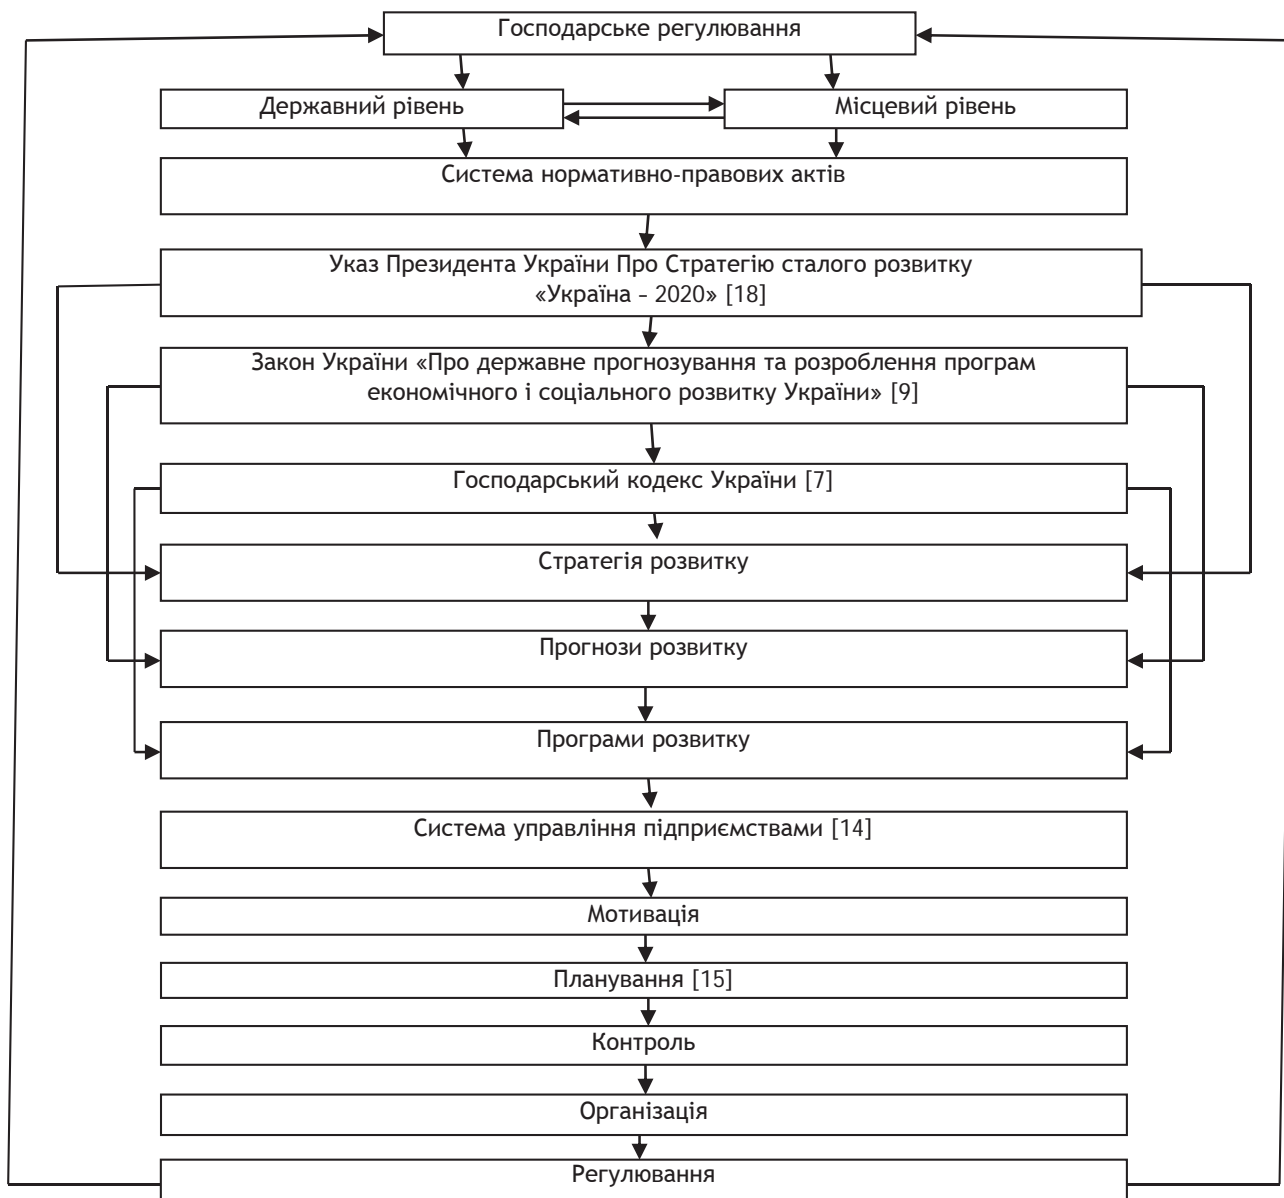 Господарське регулювання
Державний рівень
Місцевий рівень
Система нормативно-правових актів
Указ Президента України Про Стратегію сталого розвитку
«Україна – 2020» [18]
Закон України «Про державне прогнозування та розроблення програм
економічного і соціального розвитку України» [9]
Господарський кодекс України [7]
Стратегія розвитку
Прогнози розвитку
Програми розвитку
Система управління підприємствами [14]
Мотивація
Планування [15]
Контроль
Організація
Регулювання